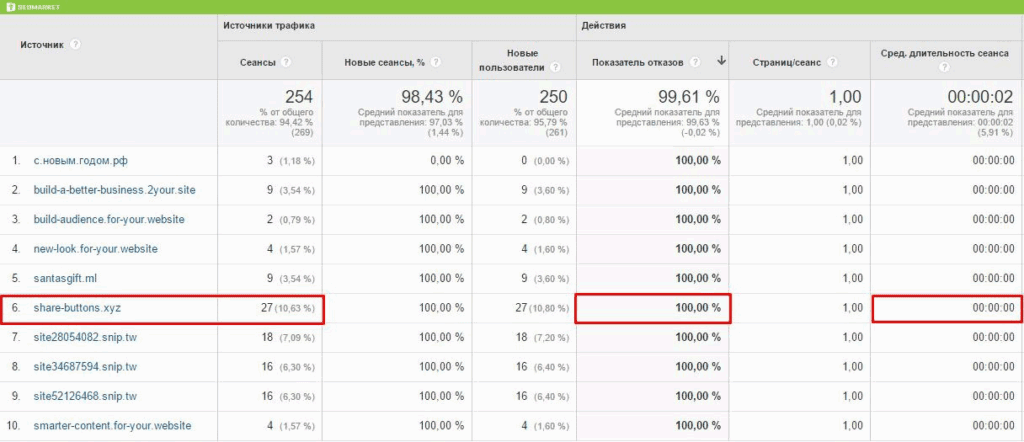 SEOMARKET
Источник ?
Источники трафика
Действия
Сеансы ?
Новые сеансы, % ?
Новые
пользователи ?
Показатель отказов ?
Страниц/сеанс ?
Сред. длительность сеанса
?
254
% от общего
количества: 94,42 %
(269)
98,43 %
Средний показатель для
представления: 97,03 %
(1,44 %)
250
% от общего
количества: 95,79 %
(261)
99,61 %
Средний показатель для
представления: 99,63 %
(-0,02 %)
1,00
Средний показатель для
представления: 1,00 (0,02 %)
00:00:02
Средний показатель для
представления: 00:00:02
(5,91 %)
1. с.новым.годом.рф 3 (1,18 %) 0,00 % 0 (0,00 %) 100,00 % 1,00 00:00:00
2. build-a-better-business.2your.site 9 (3,54 %) 100,00 % 9 (3,60 %) 100,00 % 1,00 00:00:00
3. build-audience.for-your.website 2 (0,79 %) 100,00 % 2 (0,80 %) 100,00 % 1,00 00:00:00
4. new-look.for-your.website 4 (1,57 %) 100,00 % 4 (1,60 %) 100,00 % 1,00 00:00:00
5. santasgift.ml 9 (3,54 %) 100,00 % 9 (3,60 %) 100,00 % 1,00 00:00:00
6. share-buttons.xyz 27 (10,63 %) 100,00 % 27 (10,80 %) 100,00 % 1,00 00:00:00
7. site28054082.snip.tw 18 (7,09 %) 100,00 % 18 (7,20 %) 100,00 % 1,00 00:00:00
8. site34687594.snip.tw 16 (6,30 %) 100,00 % 16 (6,40 %) 100,00 % 1,00 00:00:00
9. site52126468.snip.tw 16 (6,30 %) 100,00 % 16 (6,40 %) 100,00 % 1,00 00:00:00
10. smarter-content.for-your.website 4 (1,57 %) 100,00 % 4 (1,60 %) 100,00 % 1,00 00:00:00